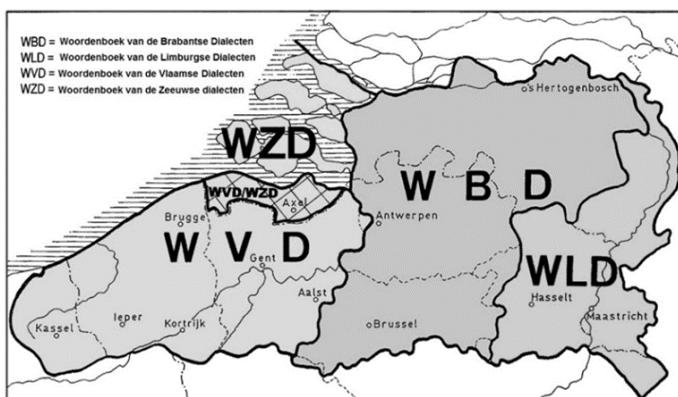 WBD = Woordenboek van de Brabantse Dialecten
WLD = Woordenboek van de Limburgse Dialecten
WVD = Woordenboek van de Vlaamse Dialecten
WZD = Woordenboek van de Zeeuwse dialecten
's Hertogenbosch
WZD
W B D
WVD/WZD
Axel
Brugge
Antwerpen
W V D
Gent
WLD
Aalst
Hasselt
Maastricht
Ieper
Kortrijk
Brussel
Kassel